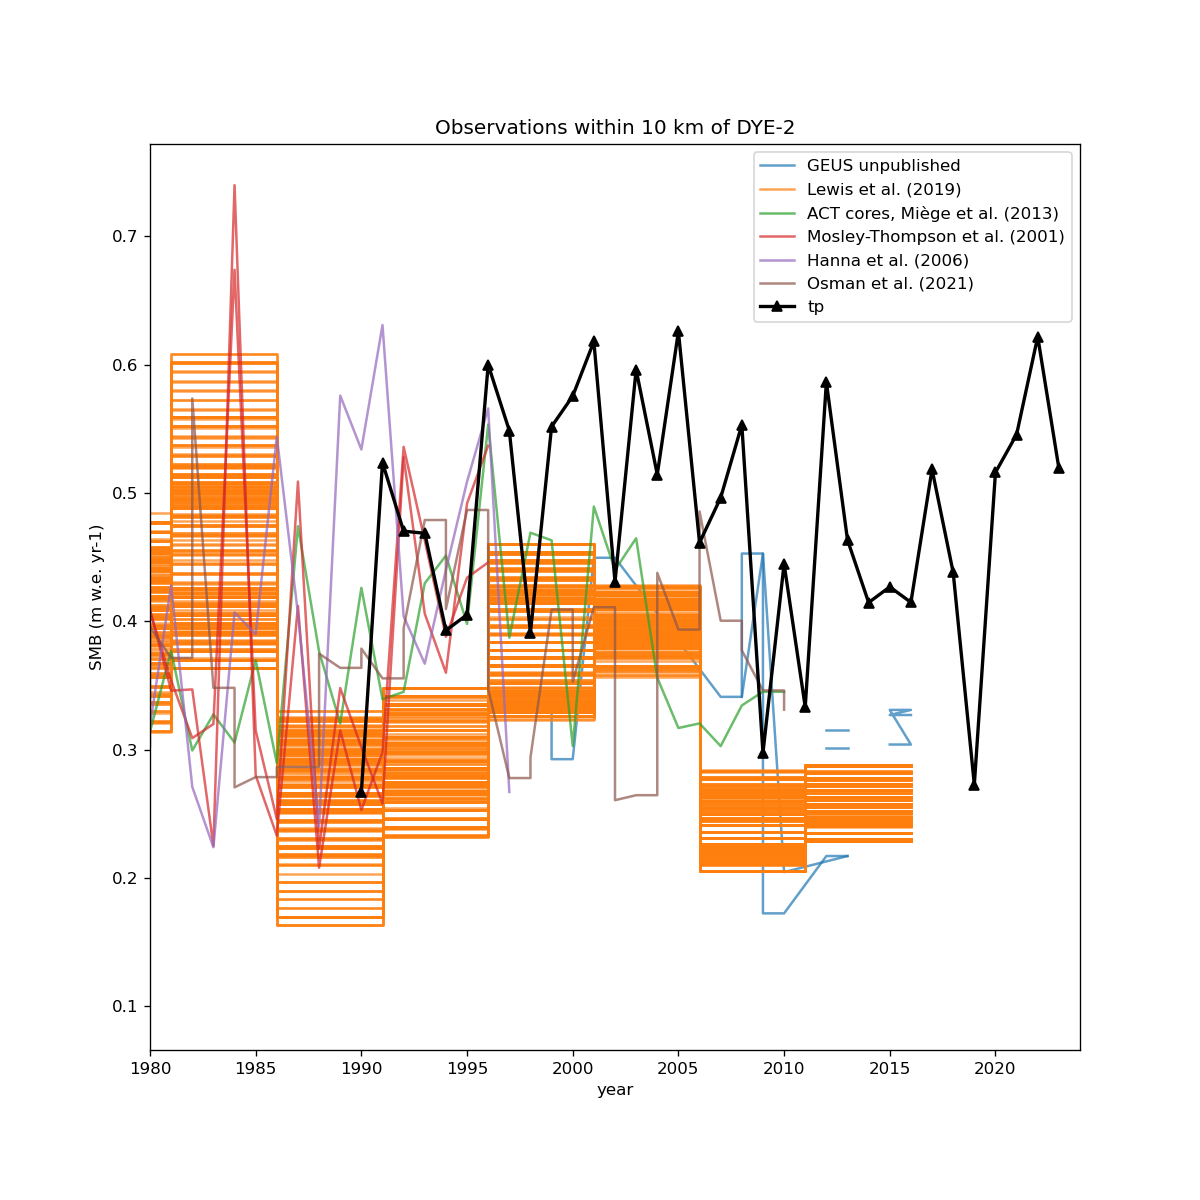 Observations within 10 km of DYE-2
GEUS unpublished
Lewis et al. (2019)
ACT cores, Miège et al. (2013)
Mosley-Thompson et al. (2001)
Hanna et al. (2006)
Osman et al. (2021)
tp
SMB (m w.e. yr-1)
0.7
0.6
0.5
0.4
0.3
0.2
0.1
1980 1985 1990 1995 2000 2005 2010 2015 2020
year